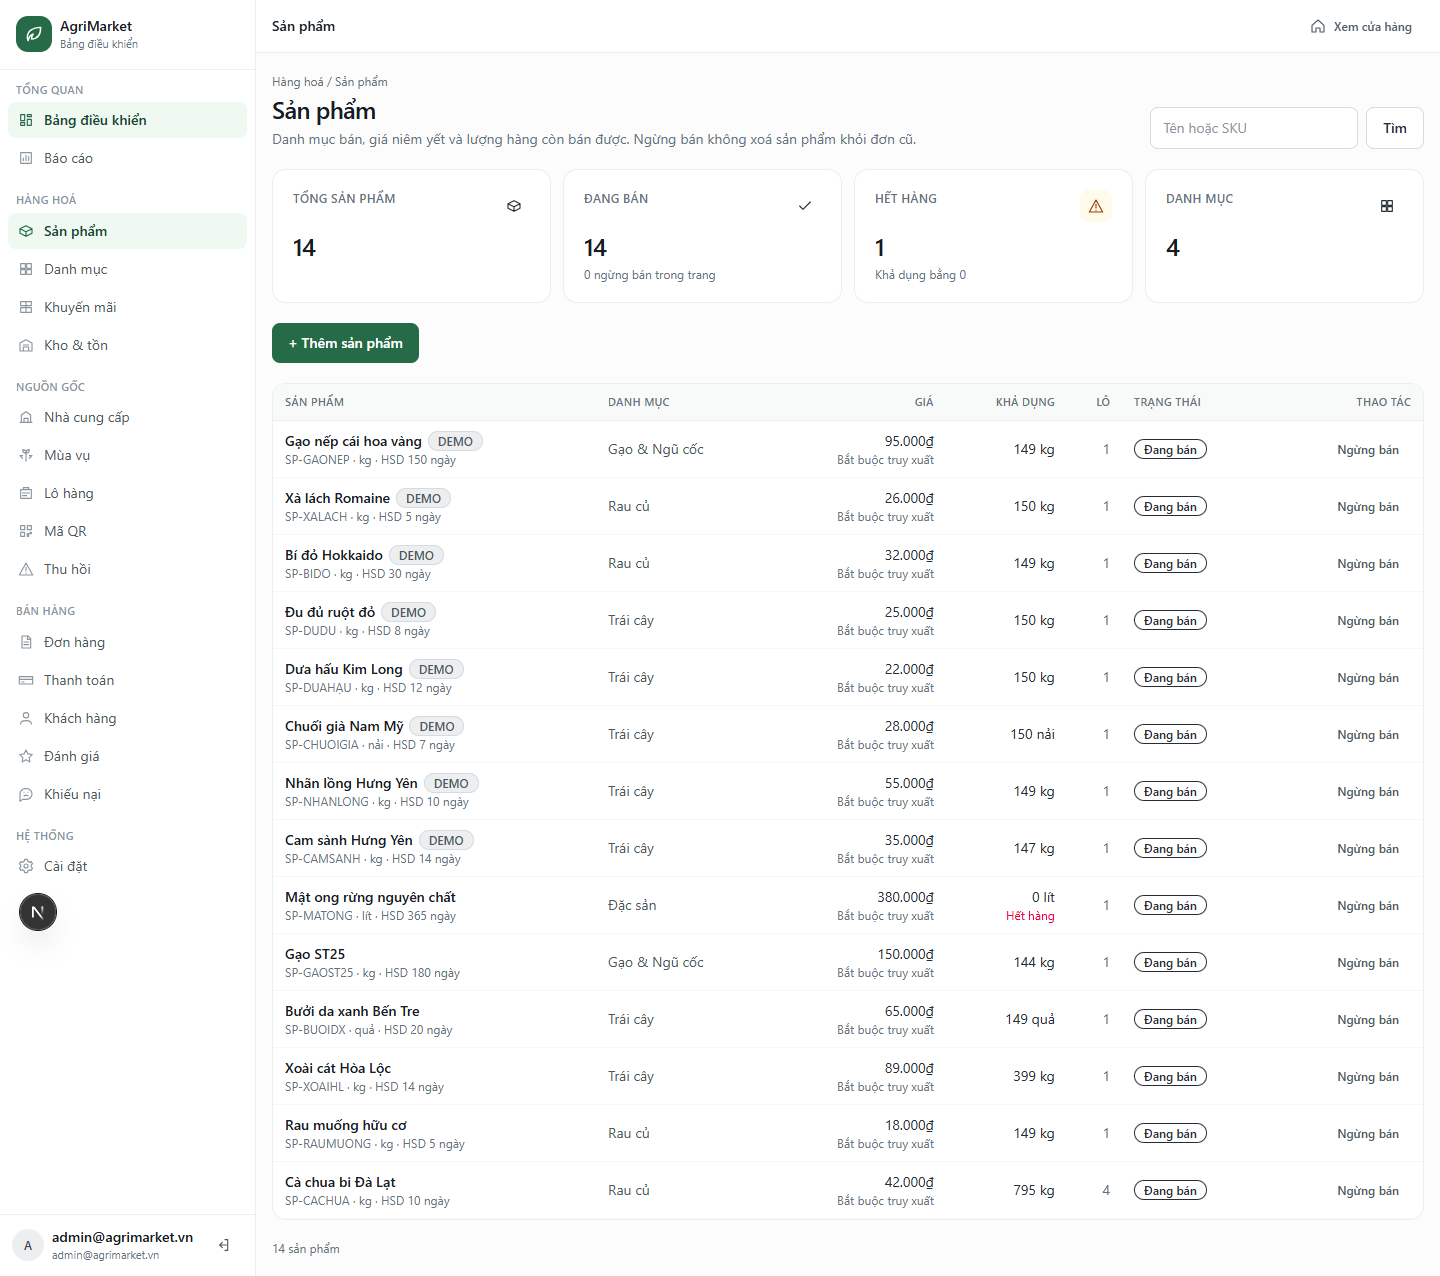 AgriMarket
Bảng điều khiển
TỔNG QUAN
Bảng điều khiển
Báo cáo
HÀNG HOÁ
Sản phẩm
Danh mục
Khuyến mãi
Kho & tồn
NGUỒN GỐC
Nhà cung cấp
Mùa vụ
Lô hàng
Mã QR
Thu hồi
BÁN HÀNG
Đơn hàng
Thanh toán
Khách hàng
Đánh giá
Khiếu nại
HỆ THỐNG
Cài đặt
N
A
admin@agrimarket.vn
admin@agrimarket.vn
Sản phẩm
Xem cửa hàng
Hàng hoá / Sản phẩm
Sản phẩm
Danh mục bán, giá niêm yết và lượng hàng còn bán được. Ngừng bán không xoá sản phẩm khỏi đơn cũ.
Tên hoặc SKU
Tìm
TỔNG SẢN PHẨM
14
ĐANG BÁN
14
0 ngừng bán trong trang
HẾT HÀNG
1
Khả dụng bằng 0
DANH MỤC
4
+ Thêm sản phẩm
SẢN PHẨM DANH MỤC GIÁ KHẢ DỤNG LÔ TRẠNG THÁI THAO TÁC
Gạo nếp cái hoa vàng DEMO Gạo & Ngũ cốc 95.000₫ 149 kg 1 Đang bán Ngừng bán
SP-GAONEP · kg · HSD 150 ngày Bắt buộc truy xuất
Xà lách Romaine DEMO Rau củ 26.000₫ 150 kg 1 Đang bán Ngừng bán
SP-XALACH · kg · HSD 5 ngày Bắt buộc truy xuất
Bí đỏ Hokkaido DEMO Rau củ 32.000₫ 149 kg 1 Đang bán Ngừng bán
SP-BIDO · kg · HSD 30 ngày Bắt buộc truy xuất
Đu đủ ruột đỏ DEMO Trái cây 25.000₫ 150 kg 1 Đang bán Ngừng bán
SP-DUDU · kg · HSD 8 ngày Bắt buộc truy xuất
Dưa hấu Kim Long DEMO Trái cây 22.000₫ 150 kg 1 Đang bán Ngừng bán
SP-DUAHAU · kg · HSD 12 ngày Bắt buộc truy xuất
Chuối già Nam Mỹ DEMO Trái cây 28.000₫ 150 nải 1 Đang bán Ngừng bán
SP-CHUOIGIA · nải · HSD 7 ngày Bắt buộc truy xuất
Nhãn lồng Hưng Yên DEMO Trái cây 55.000₫ 149 kg 1 Đang bán Ngừng bán
SP-NHANLONG · kg · HSD 10 ngày Bắt buộc truy xuất
Cam sành Hưng Yên DEMO Trái cây 35.000₫ 147 kg 1 Đang bán Ngừng bán
SP-CAMSANH · kg · HSD 14 ngày Bắt buộc truy xuất
Mật ong rừng nguyên chất Đặc sản 380.000₫ 0 lít 1 Đang bán Ngừng bán
SP-MATONG · lít · HSD 365 ngày Bắt buộc truy xuất Hết hàng
Gạo ST25 Gạo & Ngũ cốc 150.000₫ 144 kg 1 Đang bán Ngừng bán
SP-GAOST25 · kg · HSD 180 ngày Bắt buộc truy xuất
Bưởi da xanh Bến Tre Trái cây 65.000₫ 149 quả 1 Đang bán Ngừng bán
SP-BUOIDX · quả · HSD 20 ngày Bắt buộc truy xuất
Xoài cát Hòa Lộc Trái cây 89.000₫ 399 kg 1 Đang bán Ngừng bán
SP-XOAIHL · kg · HSD 14 ngày Bắt buộc truy xuất
Rau muống hữu cơ Rau củ 18.000₫ 149 kg 1 Đang bán Ngừng bán
SP-RAUMUONG · kg · HSD 5 ngày Bắt buộc truy xuất
Cà chua bi Đà Lạt Rau củ 42.000₫ 795 kg 4 Đang bán Ngừng bán
SP-CACHUA · kg · HSD 10 ngày Bắt buộc truy xuất
14 sản phẩm